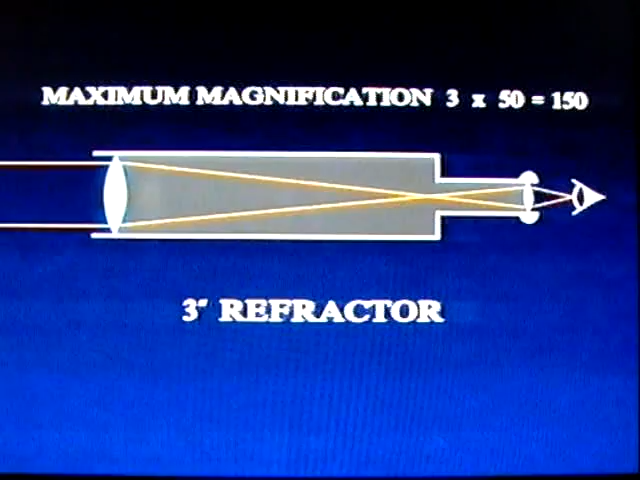 MAXIMUM MAGNIFICATION 3 x 50 = 150
3" REFRACTOR